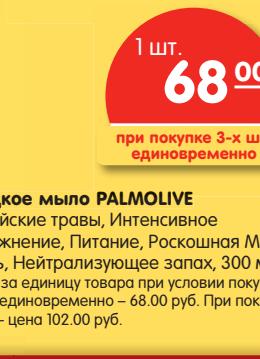 1 шт.
68 00
при покупке 3-х ш
единовременно
кое мыло PALMOLIVE
йские травы, Интенсивное
жнение, Питание, Роскошная М
ь, Нейтрализующее запах, 300 м
за единицу товара при условии поку
единовременно – 68.00 руб. При пок
– цена 102.00 руб.